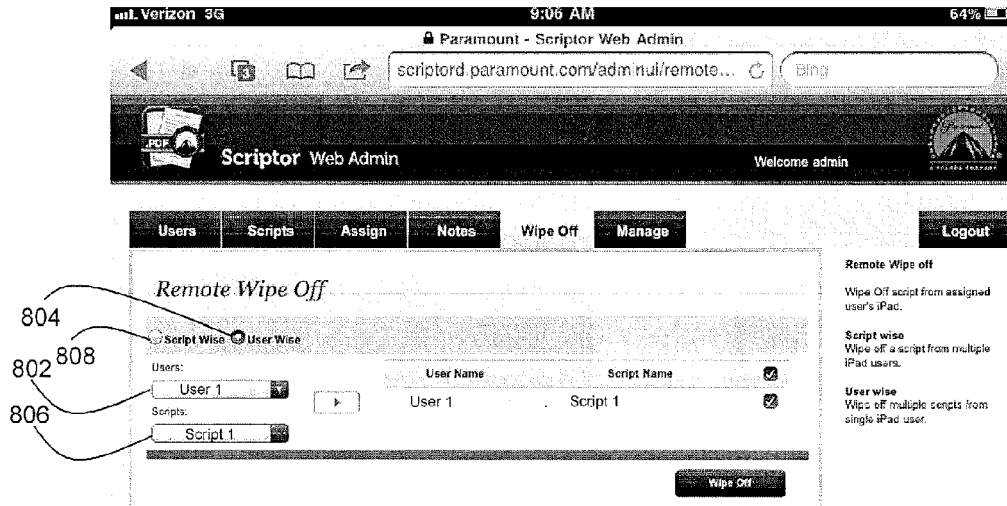 Verizon 3G 9:06 AM 64%
Paramount - Scriptor Web Admin
3 scriptord.paramount.com/adminui/remote... Bing
.PDF
Scriptor Web Admin Welcome admin
Users Scripts Assign Notes Wipe Off Manage Logout
Remote Wipe Off
Remote Wipe off
Wipe Off script from assigned
user's iPad.
804
808
Script Wise User Wise
Script wise
Wipe off a script from multiple
iPad users.
802
Users:
User 1
User Name Script Name
User 1 Script 1
User wise
Wipe off multiple scripts from
single iPad user.
806
Scripts:
Script 1
Wipe Off